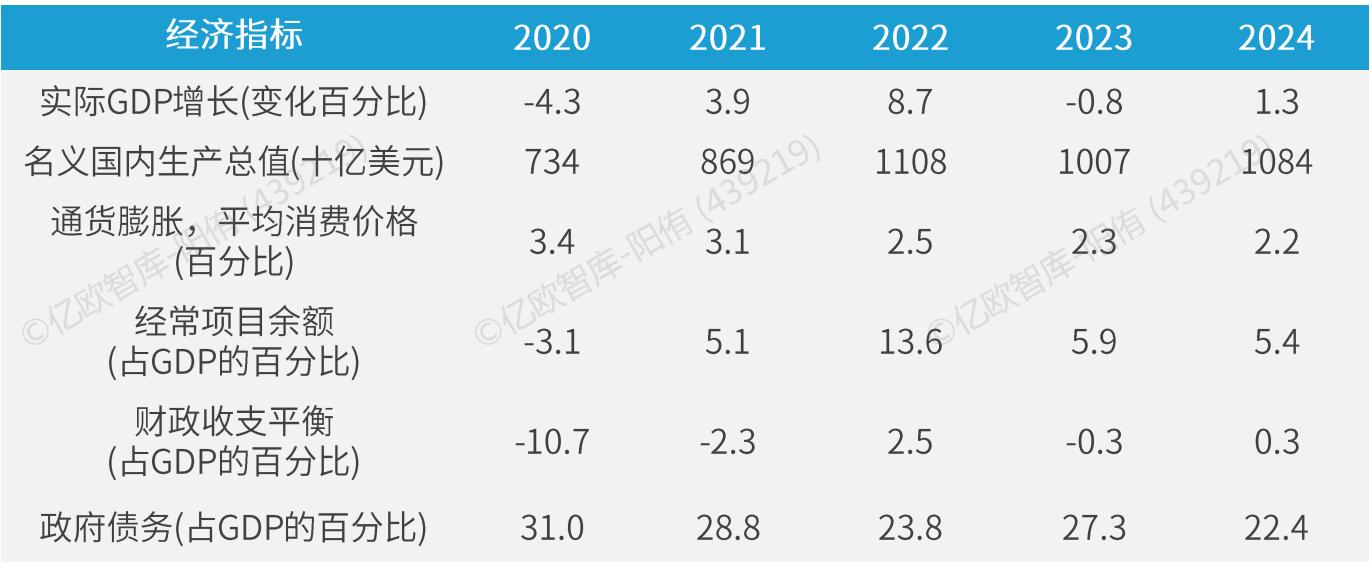 经济指标 2020 2021 2022 2023 2024
实际GDP增长(变化百分比) -4.3 3.9 8.7 -0.8 1.3
名义国内生产总值(十亿美元) 734 869 1108 1007 1084
通货膨胀，平均消费价格
(百分比) 3.4 3.1 2.5 2.3 2.2
经常项目余额
(占GDP的百分比) -3.1 5.1 13.6 5.9 5.4
财政收支平衡
(占GDP的百分比) -10.7 -2.3 2.5 -0.3 0.3
政府债务(占GDP的百分比) 31.0 28.8 23.8 27.3 22.4
©亿欧智库-阳侑 (439219)
©亿欧智库-阳侑 (439219)
©亿欧智库-阳侑 (439219)